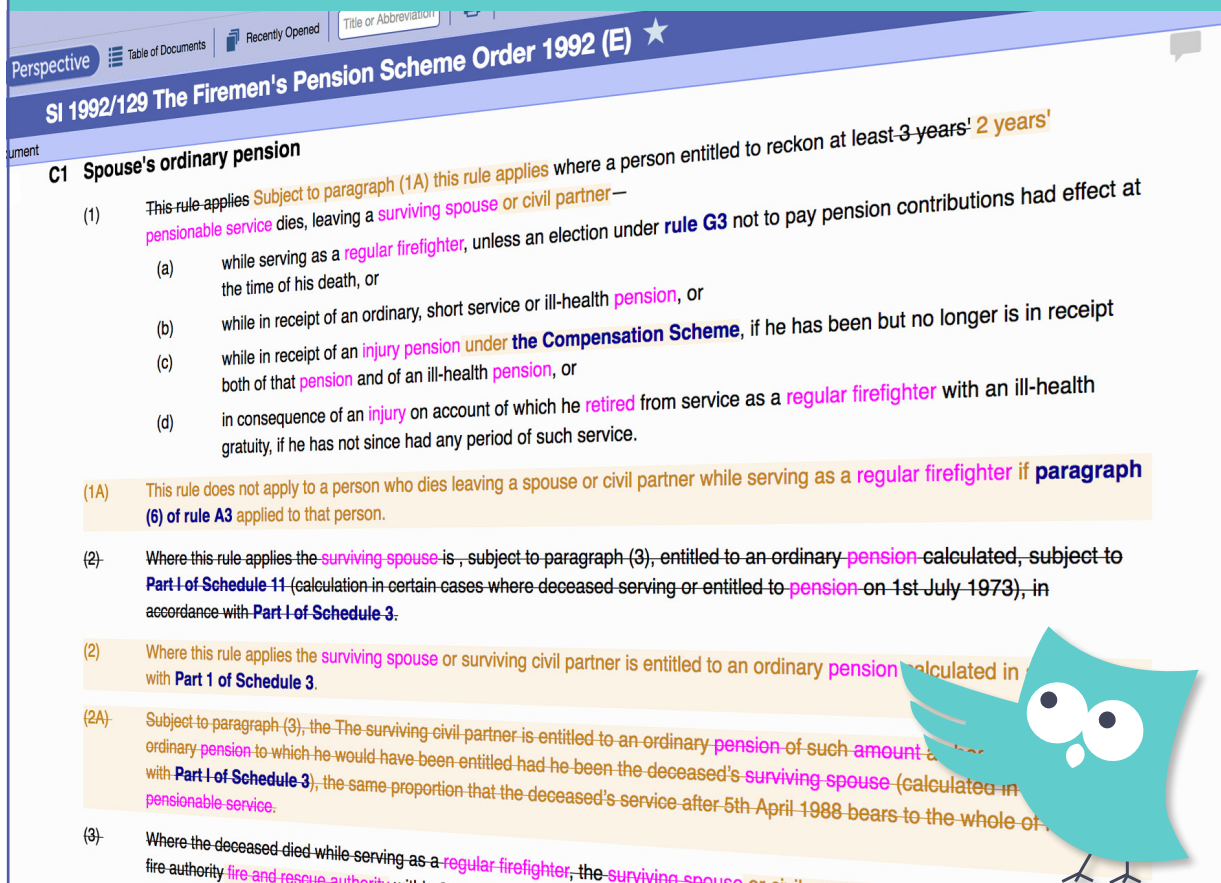 Perspective Table of Documents Recently Opened Title or Abbreviation
SI 1992/129 The Firemen's Pension Scheme Order 1992 (E)
ument
C1 Spouse's ordinary pension
(1) This rule applies Subject to paragraph (1A) this rule applies where a person entitled to reckon at least 3 years' 2 years'
pensionable service dies, leaving a surviving spouse or civil partner—
(a) while serving as a regular firefighter, unless an election under rule G3 not to pay pension contributions had effect at
the time of his death, or
(b) while in receipt of an ordinary, short service or ill-health pension, or
(c) while in receipt of an injury pension under the Compensation Scheme, if he has been but no longer is in receipt
both of that pension and of an ill-health pension, or
(d) in consequence of an injury on account of which he retired from service as a regular firefighter with an ill-health
gratuity, if he has not since had any period of such service.
(1A) This rule does not apply to a person who dies leaving a spouse or civil partner while serving as a regular firefighter if paragraph
(6) of rule A3 applied to that person.
(2) Where this rule applies the surviving spouse is , subject to paragraph (3), entitled to an ordinary pension calculated, subject to
Part I of Schedule 11 (calculation in certain cases where deceased serving or entitled to pension on 1st July 1973), in
accordance with Part I of Schedule 3.
(2) Where this rule applies the surviving spouse or surviving civil partner is entitled to an ordinary pension calculated in
with Part 1 of Schedule 3.
(2A) Subject to paragraph (3), the The surviving civil partner is entitled to an ordinary pension of such amount
ordinary pension to which he would have been entitled had he been the deceased's surviving spouse (calculated in
with Part I of Schedule 3), the same proportion that the deceased's service after 5th April 1988 bears to the whole of
pensionable service.
(3) Where the deceased died while serving as a regular firefighter, the surviving spouse
fire authority fire and rescue authority